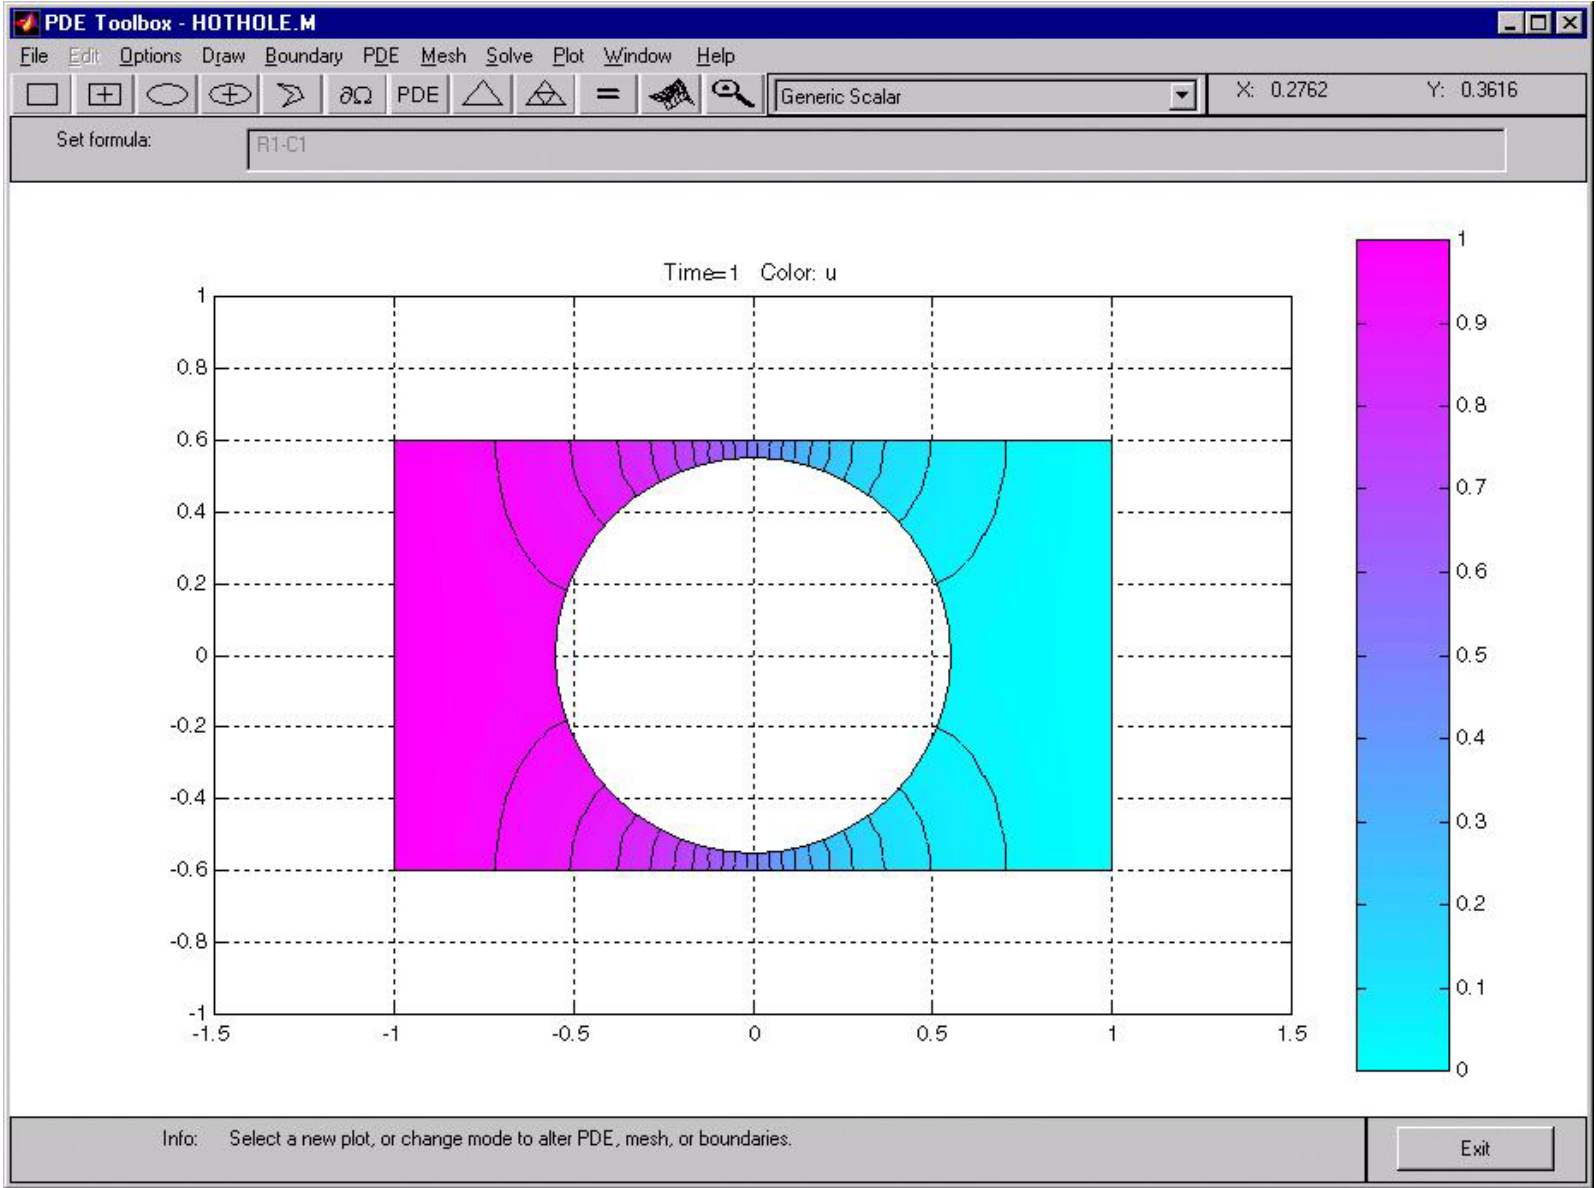 PDE Toolbox - HOTHOLE.M
File Edit Options Draw Boundary PDE Mesh Solve Plot Window Help
∂Ω PDE = Generic Scalar X: 0.2762 Y: 0.3616
Set formula: R1-C1
Time=1 Color: u
1
0.8
0.6
0.4
0.2
0
-0.2
-0.4
-0.6
-0.8
-1
-1.5 -1 -0.5 0 0.5 1 1.5
1
0.9
0.8
0.7
0.6
0.5
0.4
0.3
0.2
0.1
0
Info: Select a new plot, or change mode to alter PDE, mesh, or boundaries.
Exit